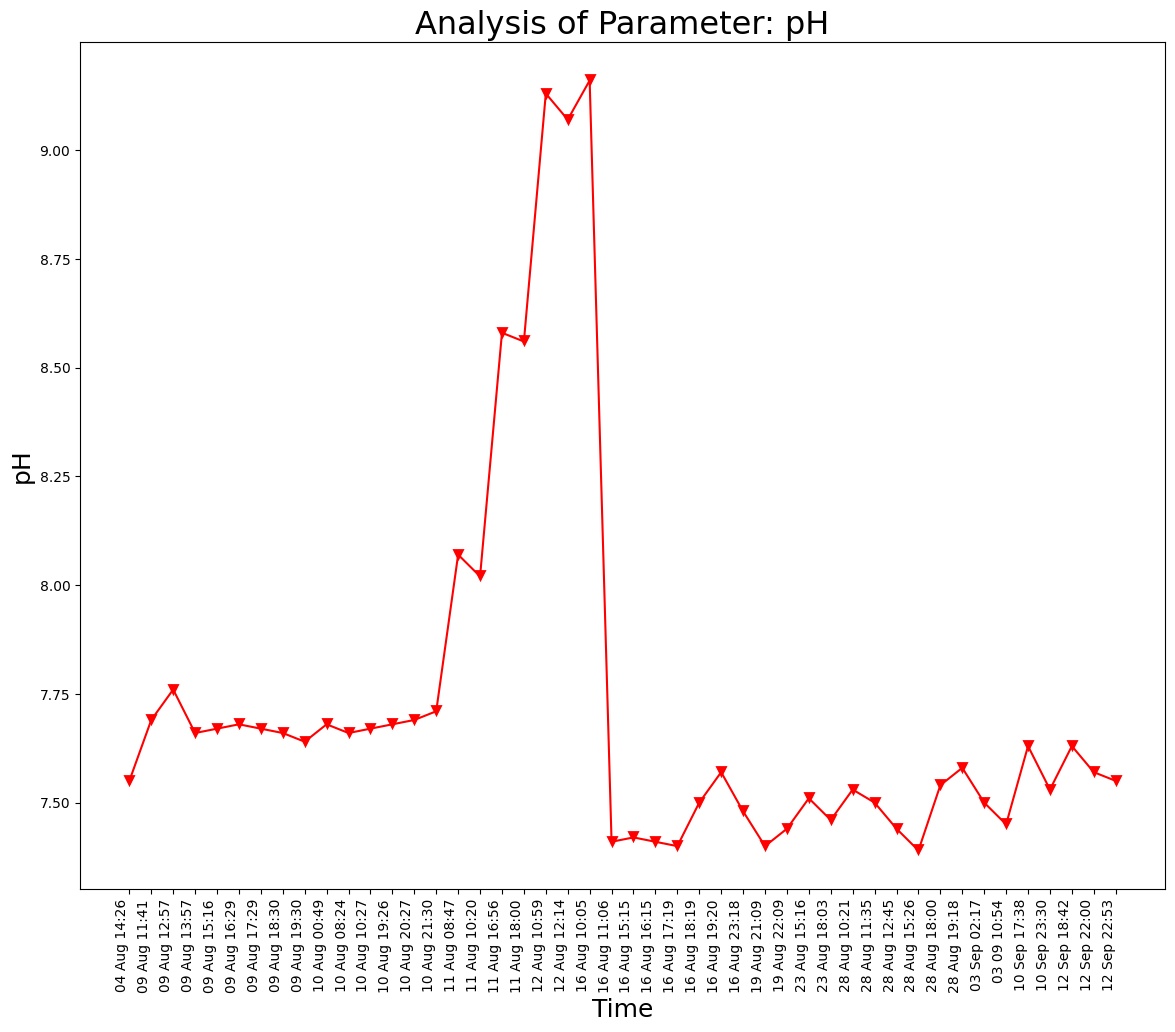 Analysis of Parameter: pH
pH
9.00
8.75
8.50
8.25
8.00
7.75
7.50
04 Aug 14:26
09 Aug 11:41
09 Aug 12:57
09 Aug 13:57
09 Aug 15:16
09 Aug 16:29
09 Aug 17:29
09 Aug 18:30
09 Aug 19:30
10 Aug 00:49
10 Aug 08:24
10 Aug 10:27
10 Aug 19:26
10 Aug 20:27
10 Aug 21:30
11 Aug 08:47
11 Aug 10:20
11 Aug 16:56
11 Aug 18:00
12 Aug 10:59
12 Aug 12:14
16 Aug 10:05
16 Aug 11:06
16 Aug 15:15
16 Aug 16:15
16 Aug 17:19
16 Aug 18:19
16 Aug 19:20
16 Aug 23:18
19 Aug 21:09
19 Aug 22:09
23 Aug 15:16
23 Aug 18:03
28 Aug 10:21
28 Aug 11:35
28 Aug 12:45
28 Aug 15:26
28 Aug 18:00
28 Aug 19:18
03 Sep 02:17
03 09 10:54
10 Sep 17:38
10 Sep 23:30
12 Sep 18:42
12 Sep 22:00
12 Sep 22:53
Time